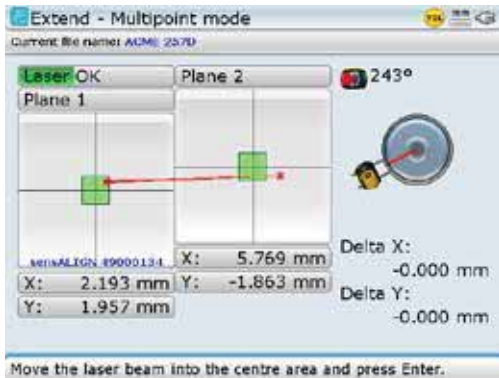 Extend - Multipoint mode
Current file name: ACME 257D
Laser OK
Plane 1
Plane 2
243°
sensALIGN 49000134
X: 2.193 mm
Y: 1.957 mm
X: 5.769 mm
Y: -1.863 mm
Delta X:
-0.000 mm
Delta Y:
-0.000 mm
Move the laser beam into the centre area and press Enter.